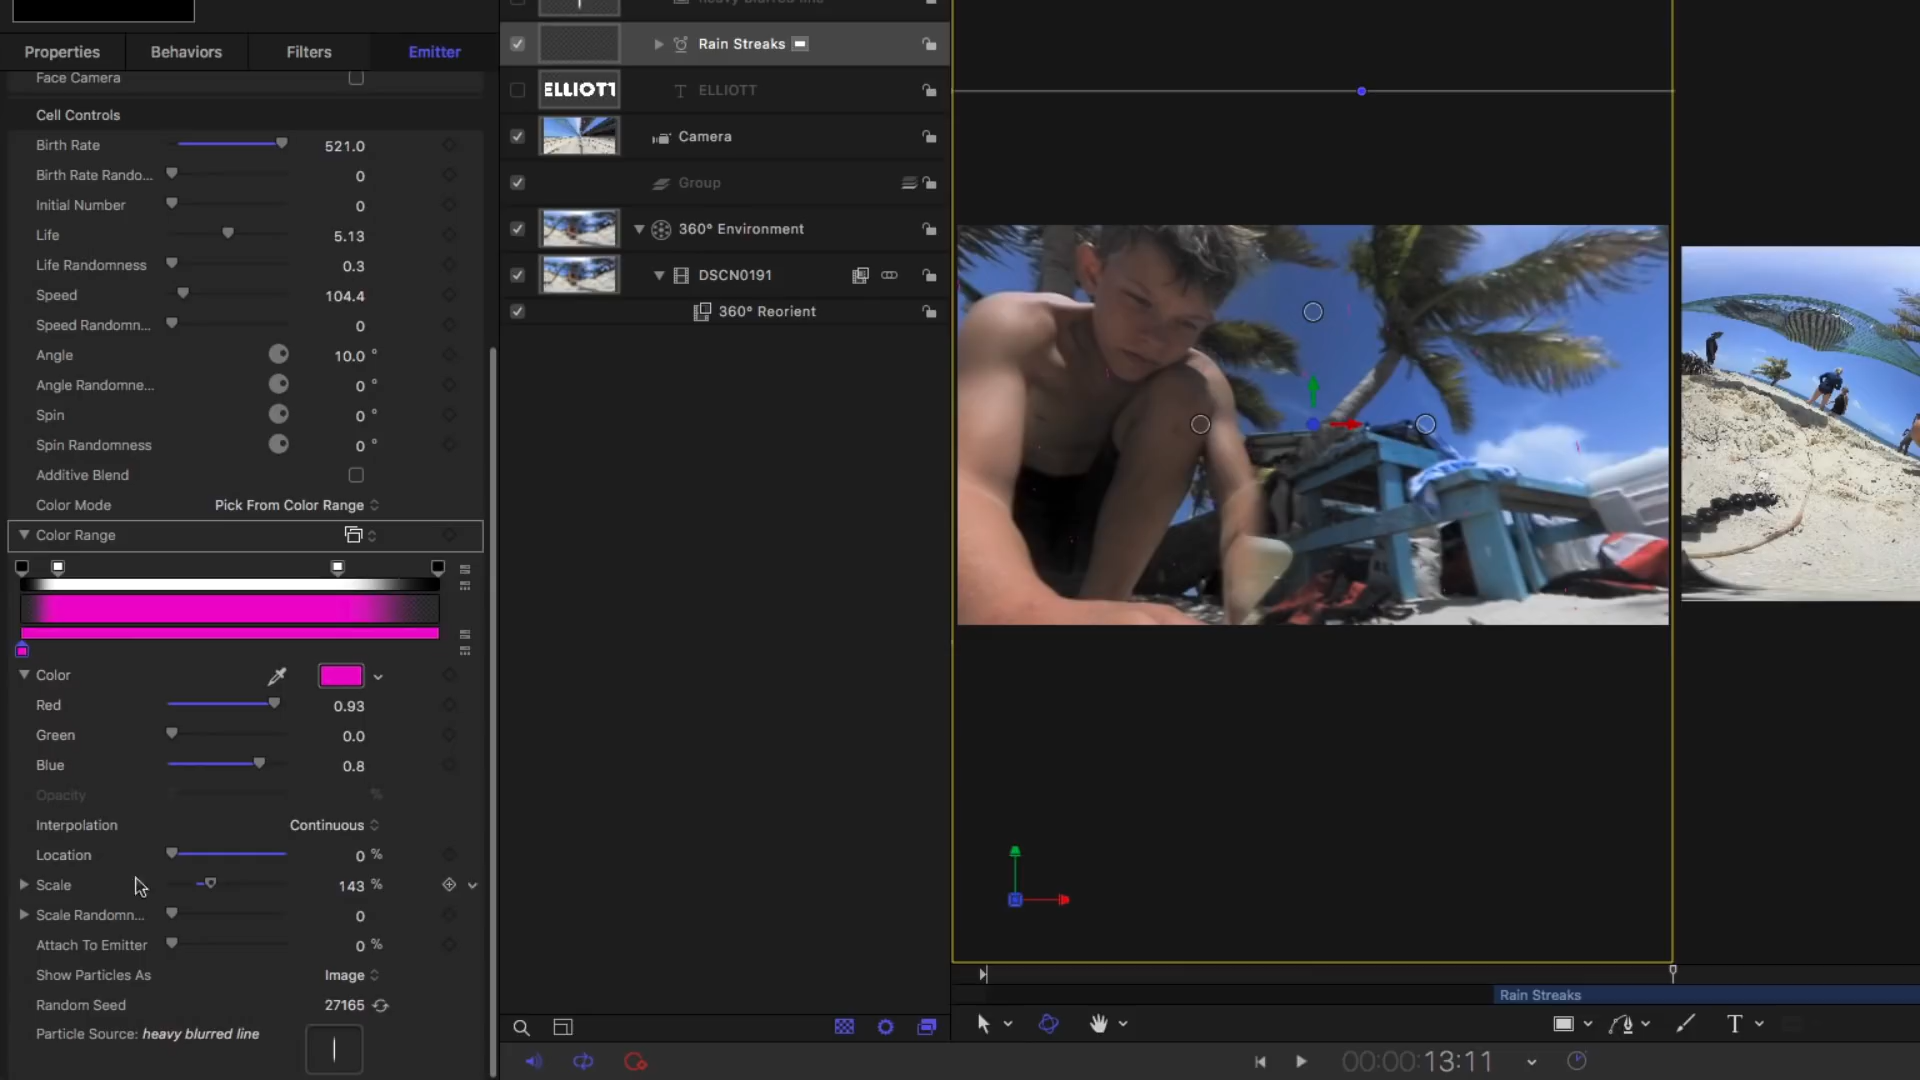 heavy blurred line
Properties
Behaviors
Filters
Emitter
Rain Streaks
Face Camera
ELLIOTT
ELLIOTT
Cell Controls
Camera
Birth Rate 521.0
Birth Rate Rando... 0
Group
Initial Number 0
Life 5.13
360° Environment
Life Randomness 0.3
DSCN0191
Speed 104.4
360° Reorient
Speed Randomn... 0
Angle 10.0 °
Angle Randomne... 0 °
Spin 0 °
Spin Randomness 0 °
Additive Blend
Color Mode Pick From Color Range
Color Range
Color
Red 0.93
Green 0.0
Blue 0.8
Opacity %
Interpolation Continuous
Location 0 %
Scale 143 %
Scale Randomn... 0
Attach To Emitter 0 %
Show Particles As Image
Rain Streaks
Random Seed 27165
Particle Source: heavy blurred line
T
00:00:13:11